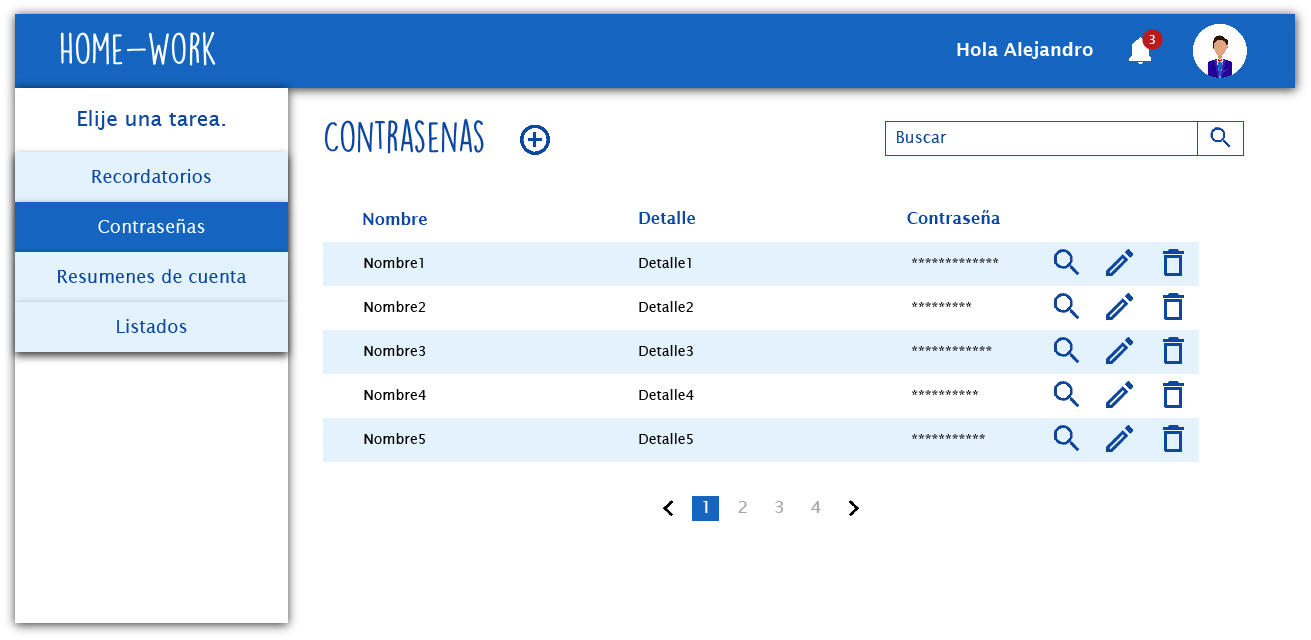 HOME-WORK
Hola Alejandro
3
Elije una tarea.
Recordatorios
Contraseñas
Resumenes de cuenta
Listados
CONTRASENAS
Buscar
Nombre Detalle Contraseña
Nombre1 Detalle1 *************
Nombre2 Detalle2 *********
Nombre3 Detalle3 ************
Nombre4 Detalle4 **********
Nombre5 Detalle5 ***********
1 2 3 4